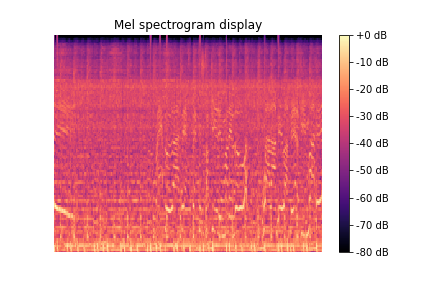 Mel spectrogram display
+0 dB
-10 dB
-20 dB
-30 dB
-40 dB
-50 dB
-60 dB
-70 dB
-80 dB